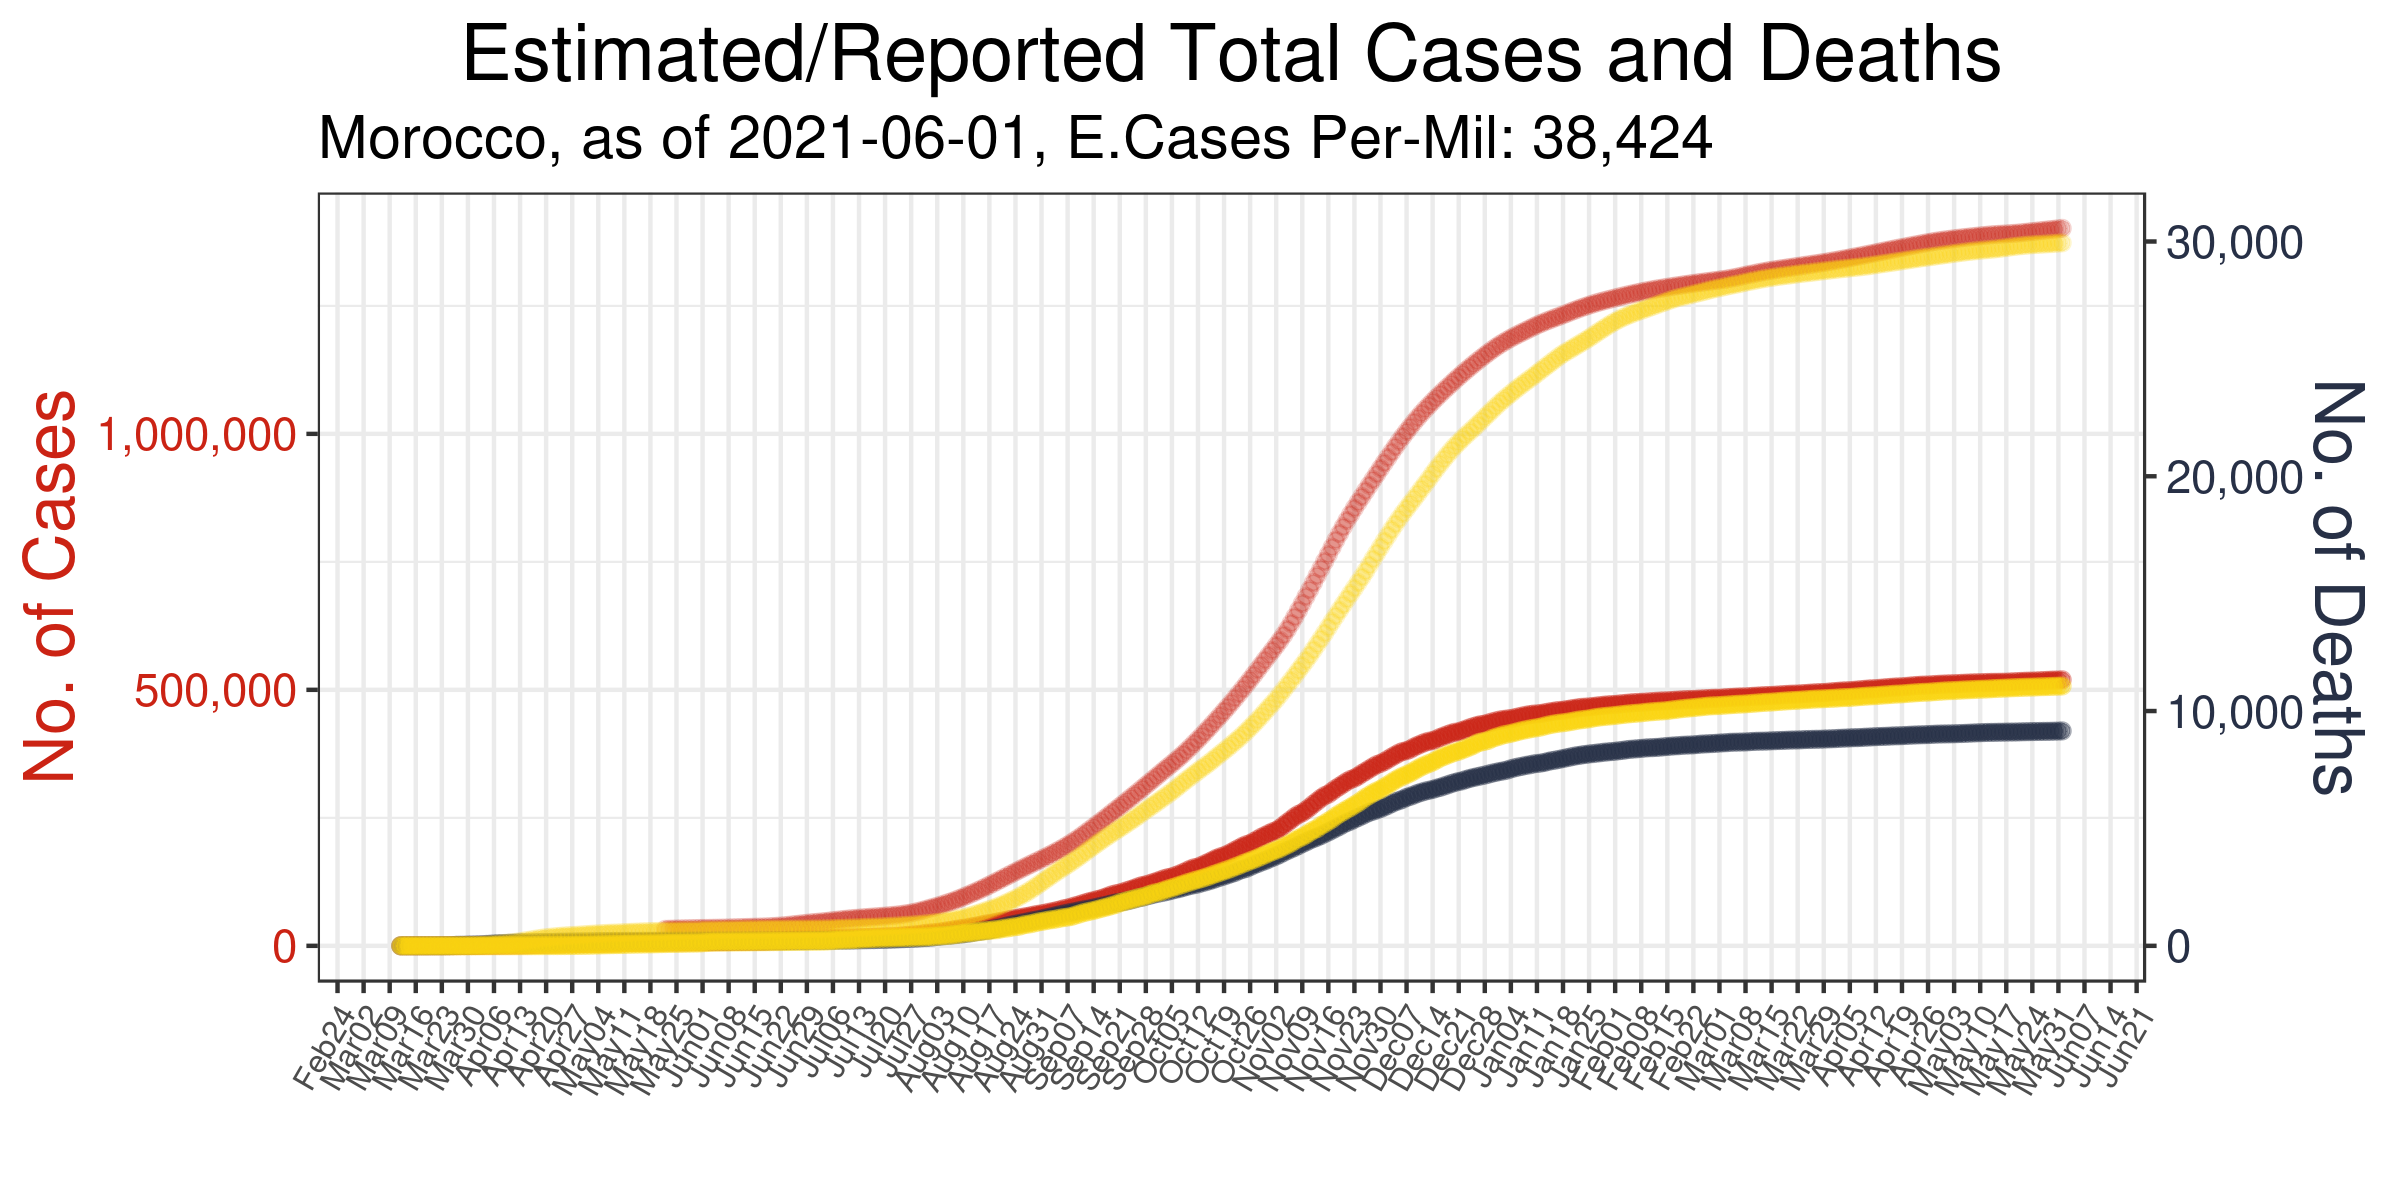 Estimated/Reported Total Cases and Deaths
Morocco, as of 2021-06-01, E.Cases Per-Mil: 38,424
No. of Cases
1,000,000
500,000
0
30,000
20,000
10,000
0
No. of Deaths
Feb24
Mar02
Mar09
Mar16
Mar23
Mar30
Apr06
Apr13
Apr20
Apr27
May04
May11
May18
May25
Jun01
Jun08
Jun15
Jun22
Jun29
Jul06
Jul13
Jul20
Jul27
Aug03
Aug10
Aug17
Aug24
Aug31
Sep07
Sep14
Sep21
Sep28
Oct05
Oct12
Oct19
Oct26
Nov02
Nov09
Nov16
Nov23
Nov30
Dec07
Dec14
Dec21
Dec28
Jan04
Jan11
Jan18
Jan25
Feb01
Feb08
Feb15
Feb22
Mar01
Mar08
Mar15
Mar22
Mar29
Apr05
Apr12
Apr19
Apr26
May03
May10
May17
May24
May31
Jun07
Jun14
Jun21